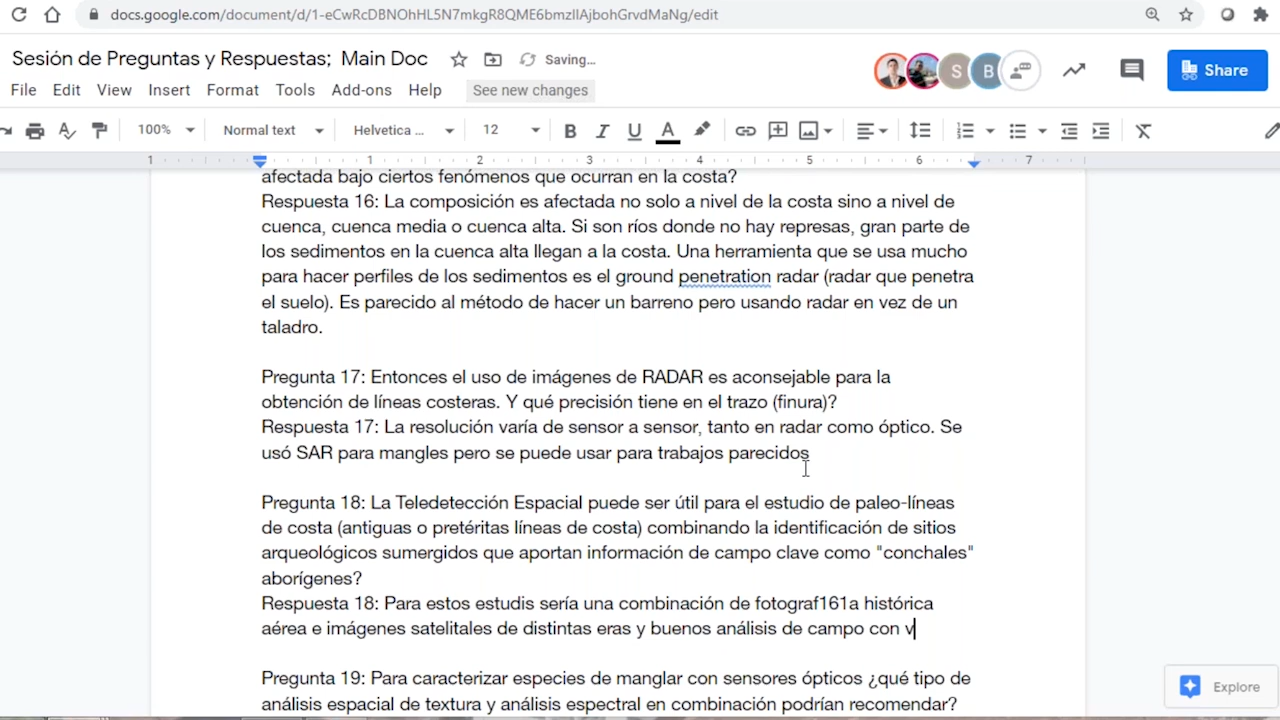 docs.google.com/document/d/1-eCwRcDBNOhHL5N7mkgR8QME6bmzIIAjbohGrvdMaNg/edit
Sesión de Preguntas y Respuestas; Main Doc
Saving...
S B
Share
File Edit View Insert Format Tools Add-ons Help See new changes
100% Normal text Helvetica ... 12 B I U A
1 1 2 3 4 5 6 7
afectada bajo ciertos fenómenos que ocurran en la costa?
Respuesta 16: La composición es afectada no solo a nivel de la costa sino a nivel de
cuenca, cuenca media o cuenca alta. Si son ríos donde no hay represas, gran parte de
los sedimentos en la cuenca alta llegan a la costa. Una herramienta que se usa mucho
para hacer perfiles de los sedimentos es el ground penetration radar (radar que penetra
el suelo). Es parecido al método de hacer un barreno pero usando radar en vez de un
taladro.
Pregunta 17: Entonces el uso de imágenes de RADAR es aconsejable para la
obtención de líneas costeras. Y qué precisión tiene en el trazo (finura)?
Respuesta 17: La resolución varía de sensor a sensor, tanto en radar como óptico. Se
usó SAR para mangles pero se puede usar para trabajos parecidos
Pregunta 18: La Teledetección Espacial puede ser útil para el estudio de paleo-líneas
de costa (antiguas o pretéritas líneas de costa) combinando la identificación de sitios
arqueológicos sumergidos que aportan información de campo clave como "conchales"
aborígenes?
Respuesta 18: Para estos estudis sería una combinación de fotograf161a histórica
aérea e imágenes satelitales de distintas eras y buenos análisis de campo con v
Pregunta 19: Para caracterizar especies de manglar con sensores ópticos ¿qué tipo de
análisis espacial de textura y análisis espectral en combinación podrían recomendar?
Explore